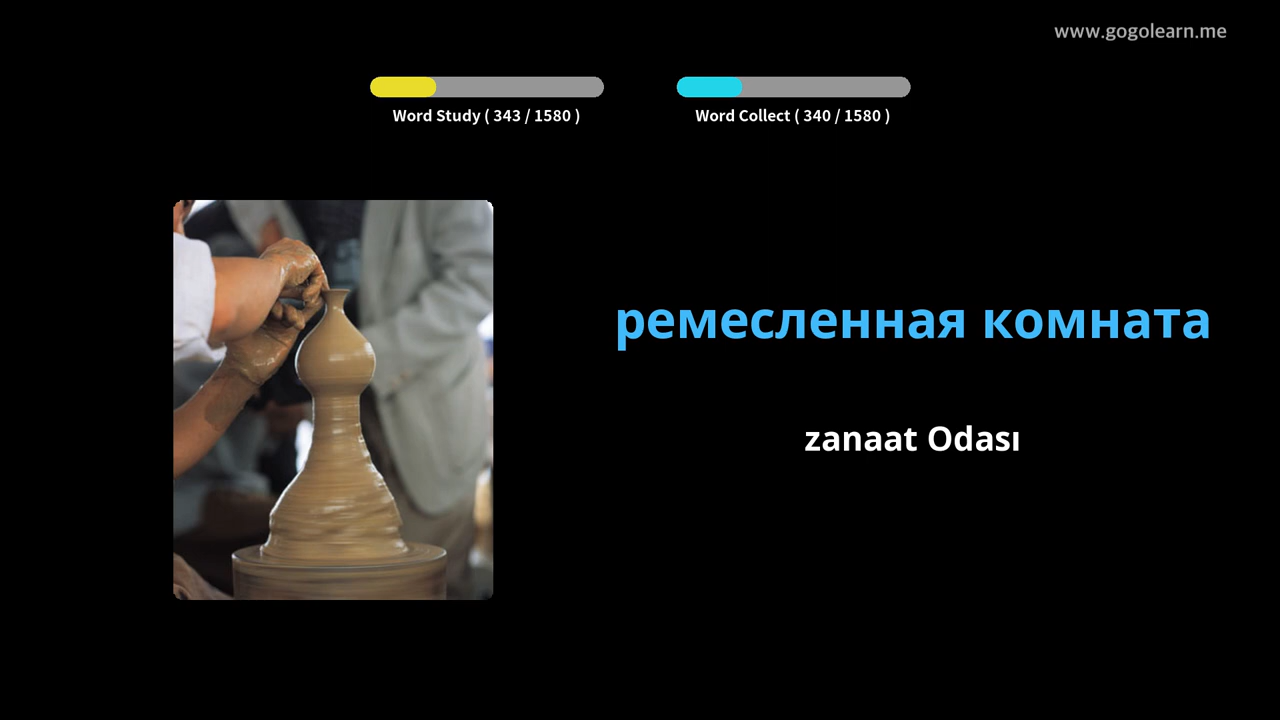 www.gogolearn.me
Word Study ( 343 / 1580 )
Word Collect ( 340 / 1580 )
ремесленная комната
zanaat Odası